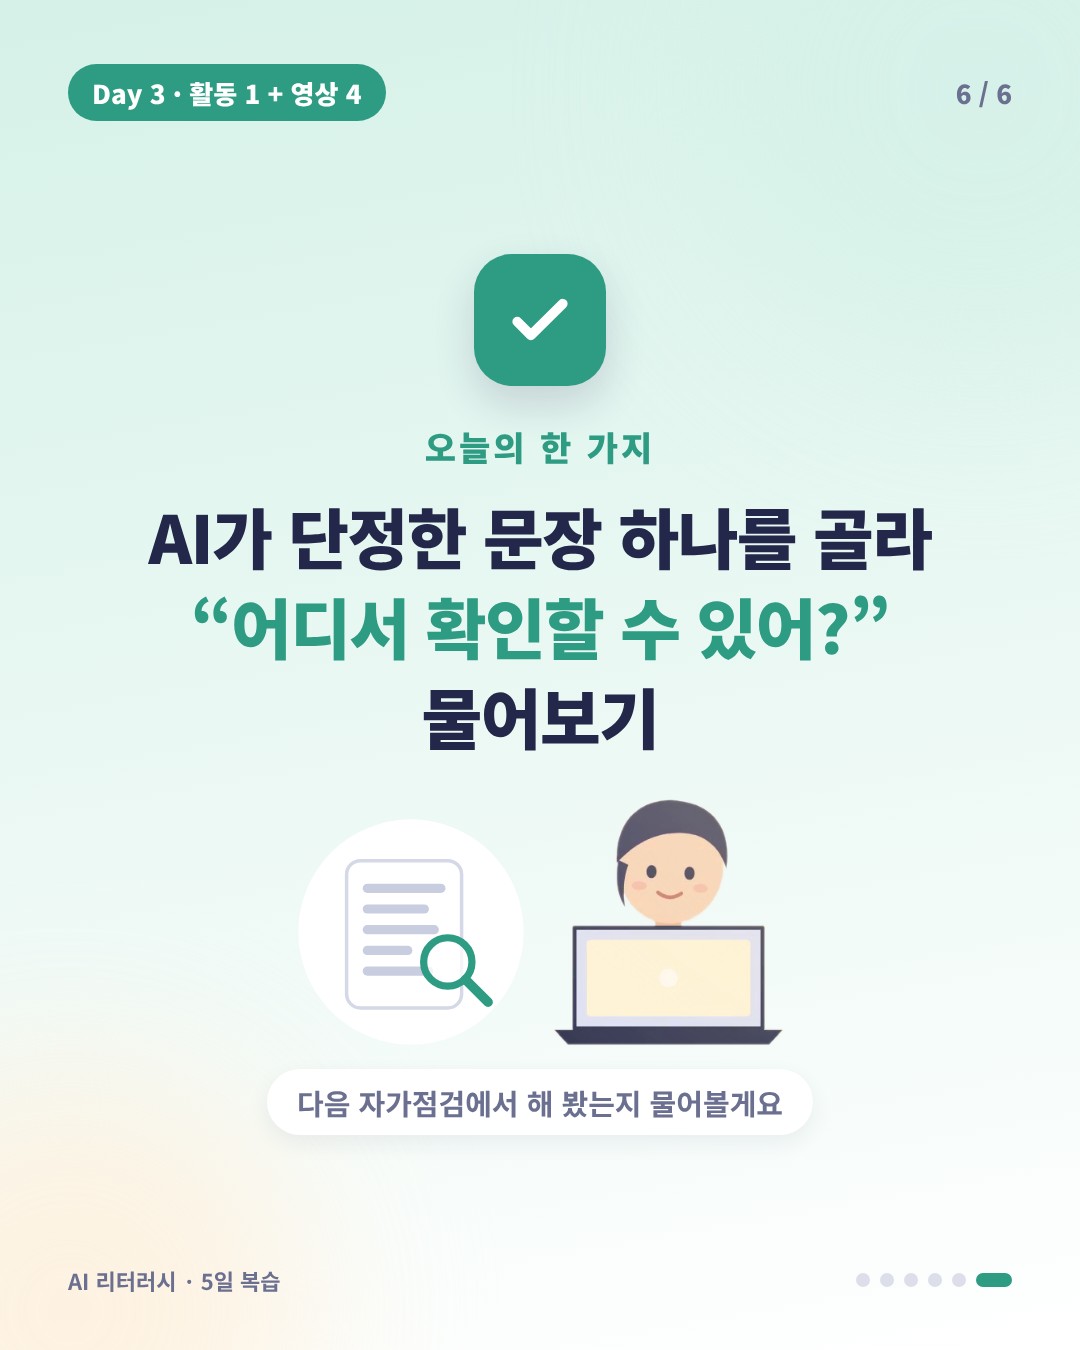 Day 3 · 활동 1 + 영상 4
6 / 6
오늘의 한 가지
AI가 단정한 문장 하나를 골라
“어디서 확인할 수 있어?”
물어보기
다음 자가점검에서 해 봤는지 물어볼게요
AI 리터러시 · 5일 복습